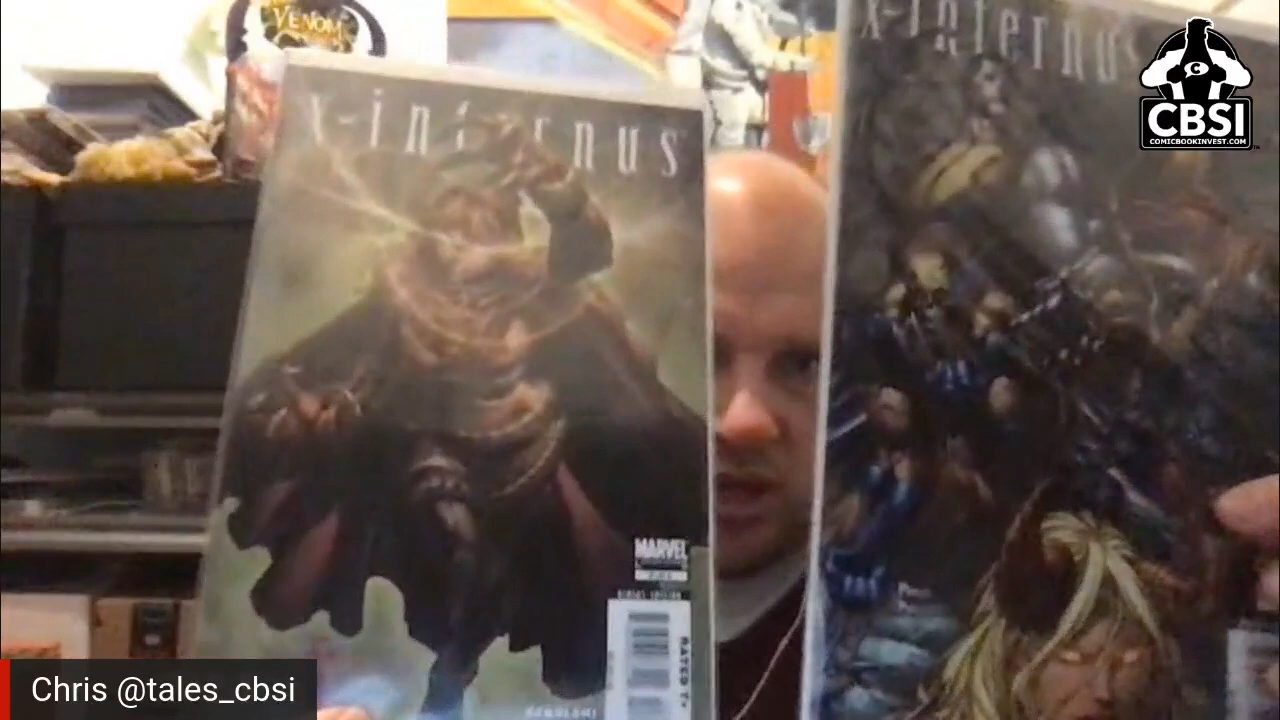 VENOM
x-infernus
x-infernus
CBSI
COMICBOOKINVEST.COM
MARVEL
RATED T+
Chris @tales_cbsi